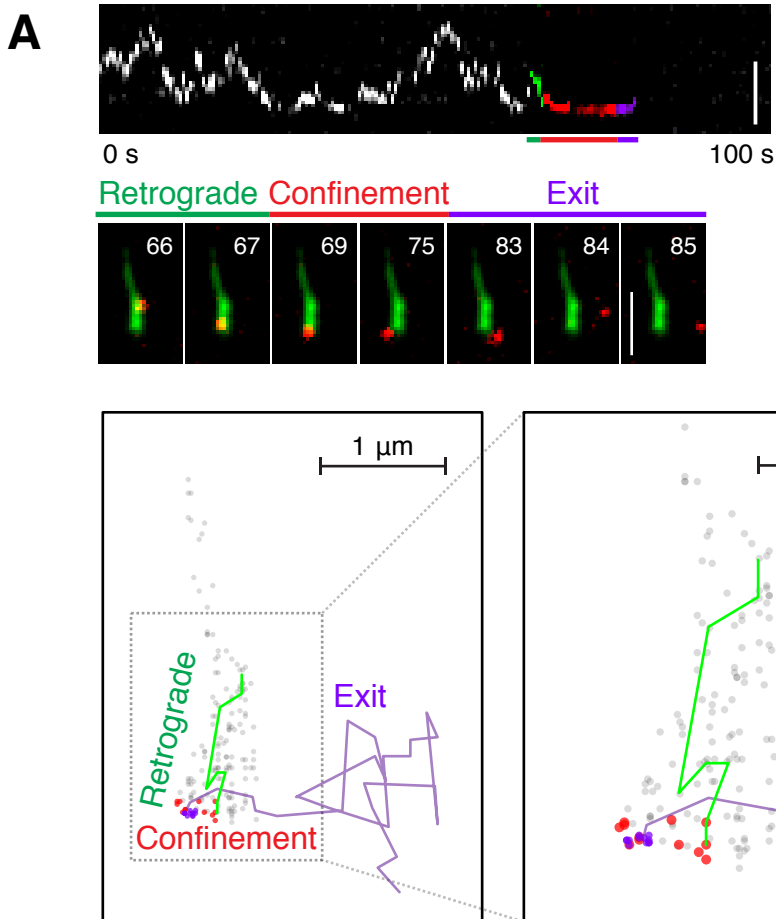 A
0 s 100 s
Retrograde Confinement Exit
66 67 69 75 83 84 85
1 μm
Retrograde
Exit
Confinement